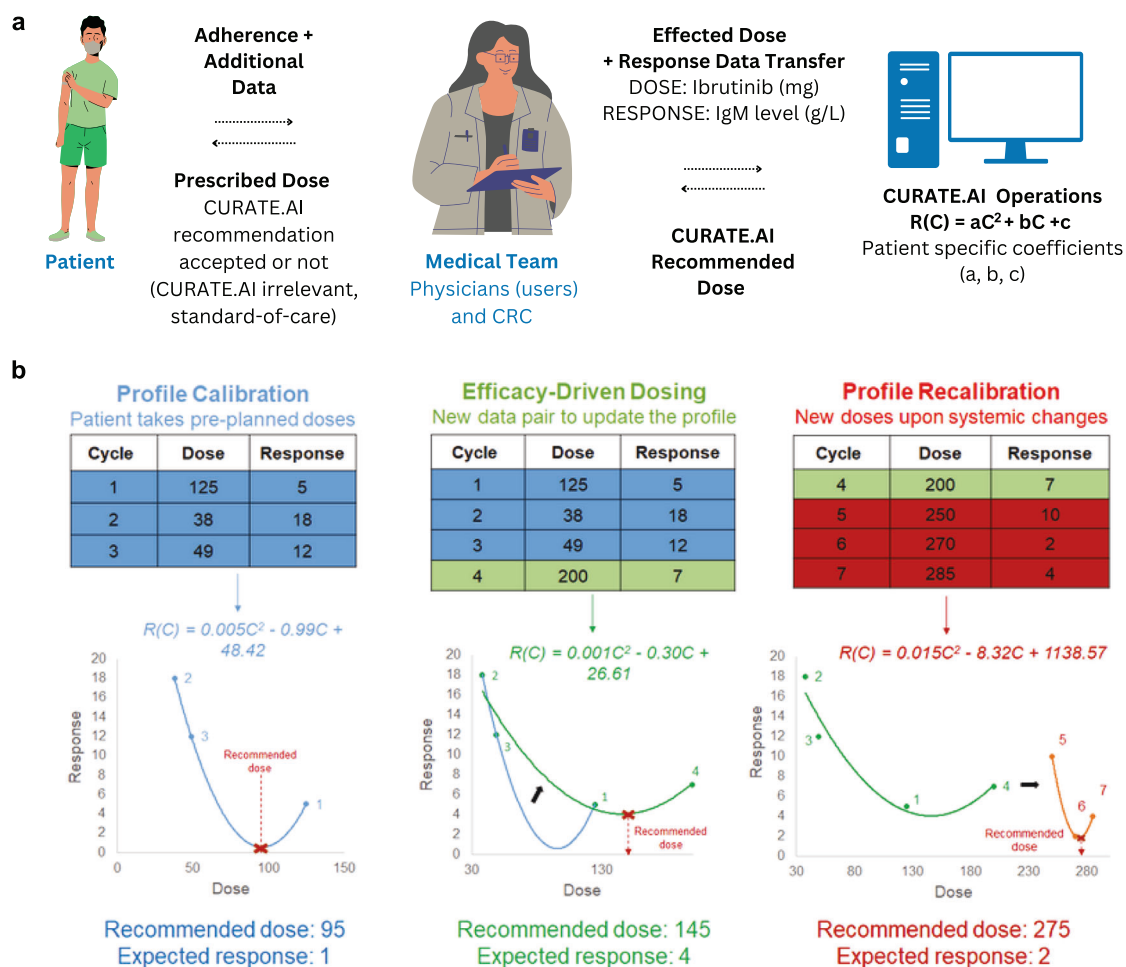 a
Adherence +
Additional
Data
Prescribed Dose
CURATE.AI
recommendation
accepted or not
(CURATE.AI irrelevant,
standard-of-care)
Patient
Medical Team
Physicians (users)
and CRC
Effected Dose
+ Response Data Transfer
DOSE: Ibrutinib (mg)
RESPONSE: IgM level (g/L)
CURATE.AI
Recommended
Dose
CURATE.AI Operations
R(C) = aC² + bC +c
Patient specific coefficients
(a, b, c)
b
Profile Calibration
Patient takes pre-planned doses
Cycle Dose Response
1 125 5
2 38 18
3 49 12
R(C) = 0.005C² - 0.99C +
48.42
Response
20
18
16
14
12
10
8
6
4
2
0
0 50 100 150
Dose
2
3
1
Recommended
dose
Recommended dose: 95
Expected response: 1
Efficacy-Driven Dosing
New data pair to update the profile
Cycle Dose Response
1 125 5
2 38 18
3 49 12
4 200 7
R(C) = 0.001C² - 0.30C +
26.61
Response
20
18
16
14
12
10
8
6
4
2
0
30 130
Dose
2
3
1
4
Recommended
dose
Recommended dose: 145
Expected response: 4
Profile Recalibration
New doses upon systemic changes
Cycle Dose Response
4 200 7
5 250 10
6 270 2
7 285 4
R(C) = 0.015C² - 8.32C + 1138.57
Response
20
18
16
14
12
10
8
6
4
2
0
30 80 130 180 230 280
Dose
2
3
1
4
5
6
7
Recommended
dose
Recommended dose: 275
Expected response: 2